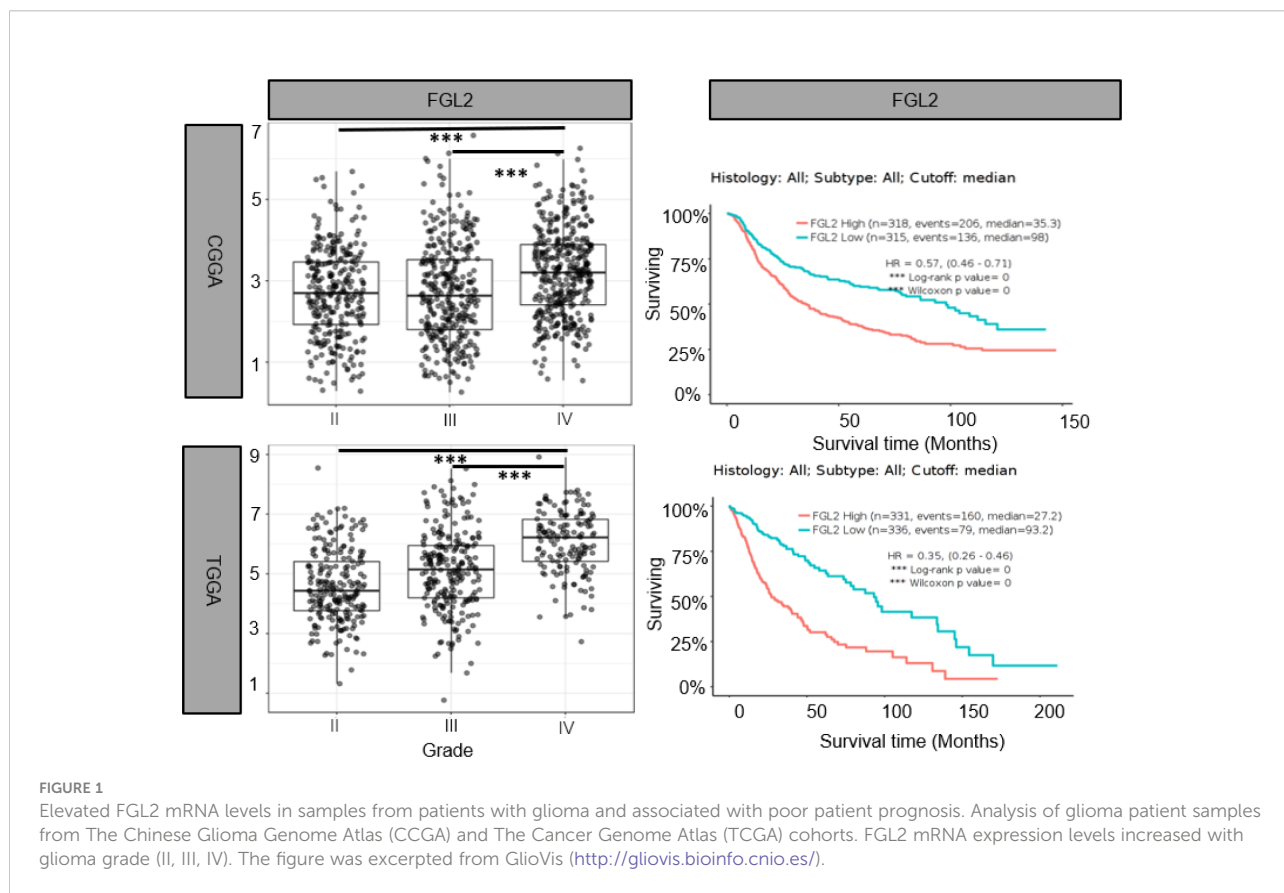 FGL2
FGL2
CGGA
7
5
3
1
***
***
II
III
IV
Histology: All; Subtype: All; Cutoff: median
Surviving
100%
75%
50%
25%
0%
FGL2 High (n=318, events=206, median=35.3)
FGL2 Low (n=315, events=136, median=98)
HR = 0.57, (0.46 - 0.71)
*** Log-rank p value= 0
*** Wilcoxon p value= 0
0
50
100
150
Survival time (Months)
TGGA
9
7
5
3
1
***
***
II
III
IV
Grade
Histology: All; Subtype: All; Cutoff: median
Surviving
100%
75%
50%
25%
0%
FGL2 High (n=331, events=160, median=27.2)
FGL2 Low (n=336, events=79, median=93.2)
HR = 0.35, (0.26 - 0.46)
*** Log-rank p value= 0
*** Wilcoxon p value= 0
0
50
100
150
200
Survival time (Months)
FIGURE 1
Elevated FGL2 mRNA levels in samples from patients with glioma and associated with poor patient prognosis. Analysis of glioma patient samples
from The Chinese Glioma Genome Atlas (CCGA) and The Cancer Genome Atlas (TCGA) cohorts. FGL2 mRNA expression levels increased with
glioma grade (II, III, IV). The figure was excerpted from GlioVis (http://gliovis.bioinfo.cnio.es/).